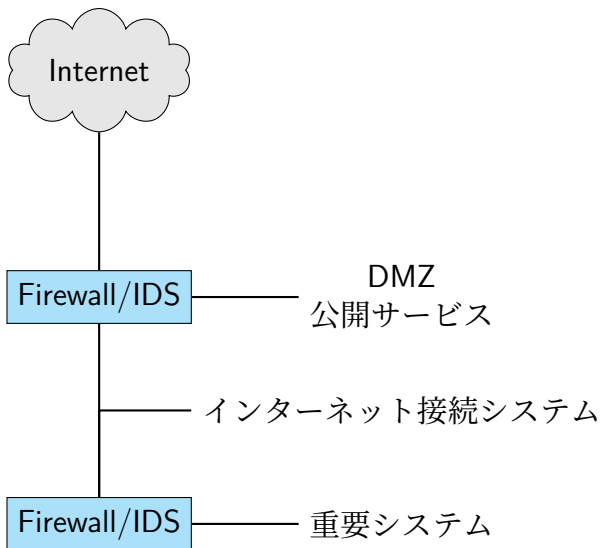 Internet
Firewall/IDS
DMZ
公開サービス
インターネット接続システム
Firewall/IDS
重要システム